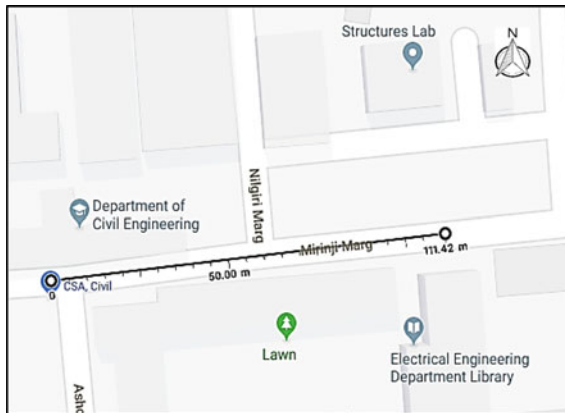 Structures Lab
N
Nilgiri Marg
Department of
Civil Engineering
Mirinji Marg
111.42 m
50.00 m
0
CSA, Civil
Lawn
Electrical Engineering
Department Library
Asho